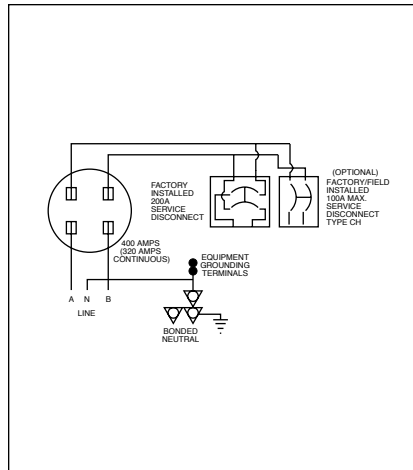 FACTORY
INSTALLED
200A
SERVICE
DISCONNECT
(OPTIONAL)
FACTORY/FIELD
INSTALLED
100A MAX.
SERVICE
DISCONNECT
TYPE CH
400 AMPS
(320 AMPS
CONTINUOUS)
EQUIPMENT
GROUNDING
TERMINALS
A N B
LINE
BONDED
NEUTRAL